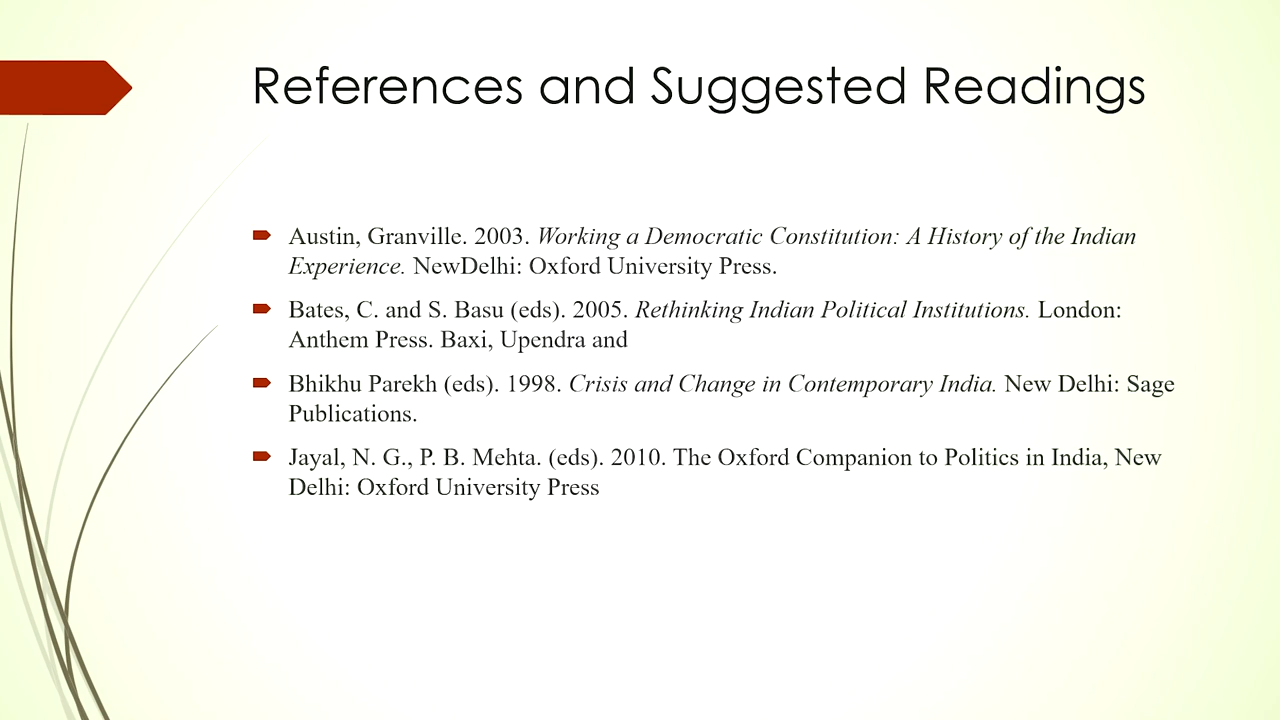 References and Suggested Readings
Austin, Granville. 2003. Working a Democratic Constitution: A History of the Indian
Experience. NewDelhi: Oxford University Press.
Bates, C. and S. Basu (eds). 2005. Rethinking Indian Political Institutions. London:
Anthem Press. Baxi, Upendra and
Bhikhu Parekh (eds). 1998. Crisis and Change in Contemporary India. New Delhi: Sage
Publications.
Jayal, N. G., P. B. Mehta. (eds). 2010. The Oxford Companion to Politics in India, New
Delhi: Oxford University Press